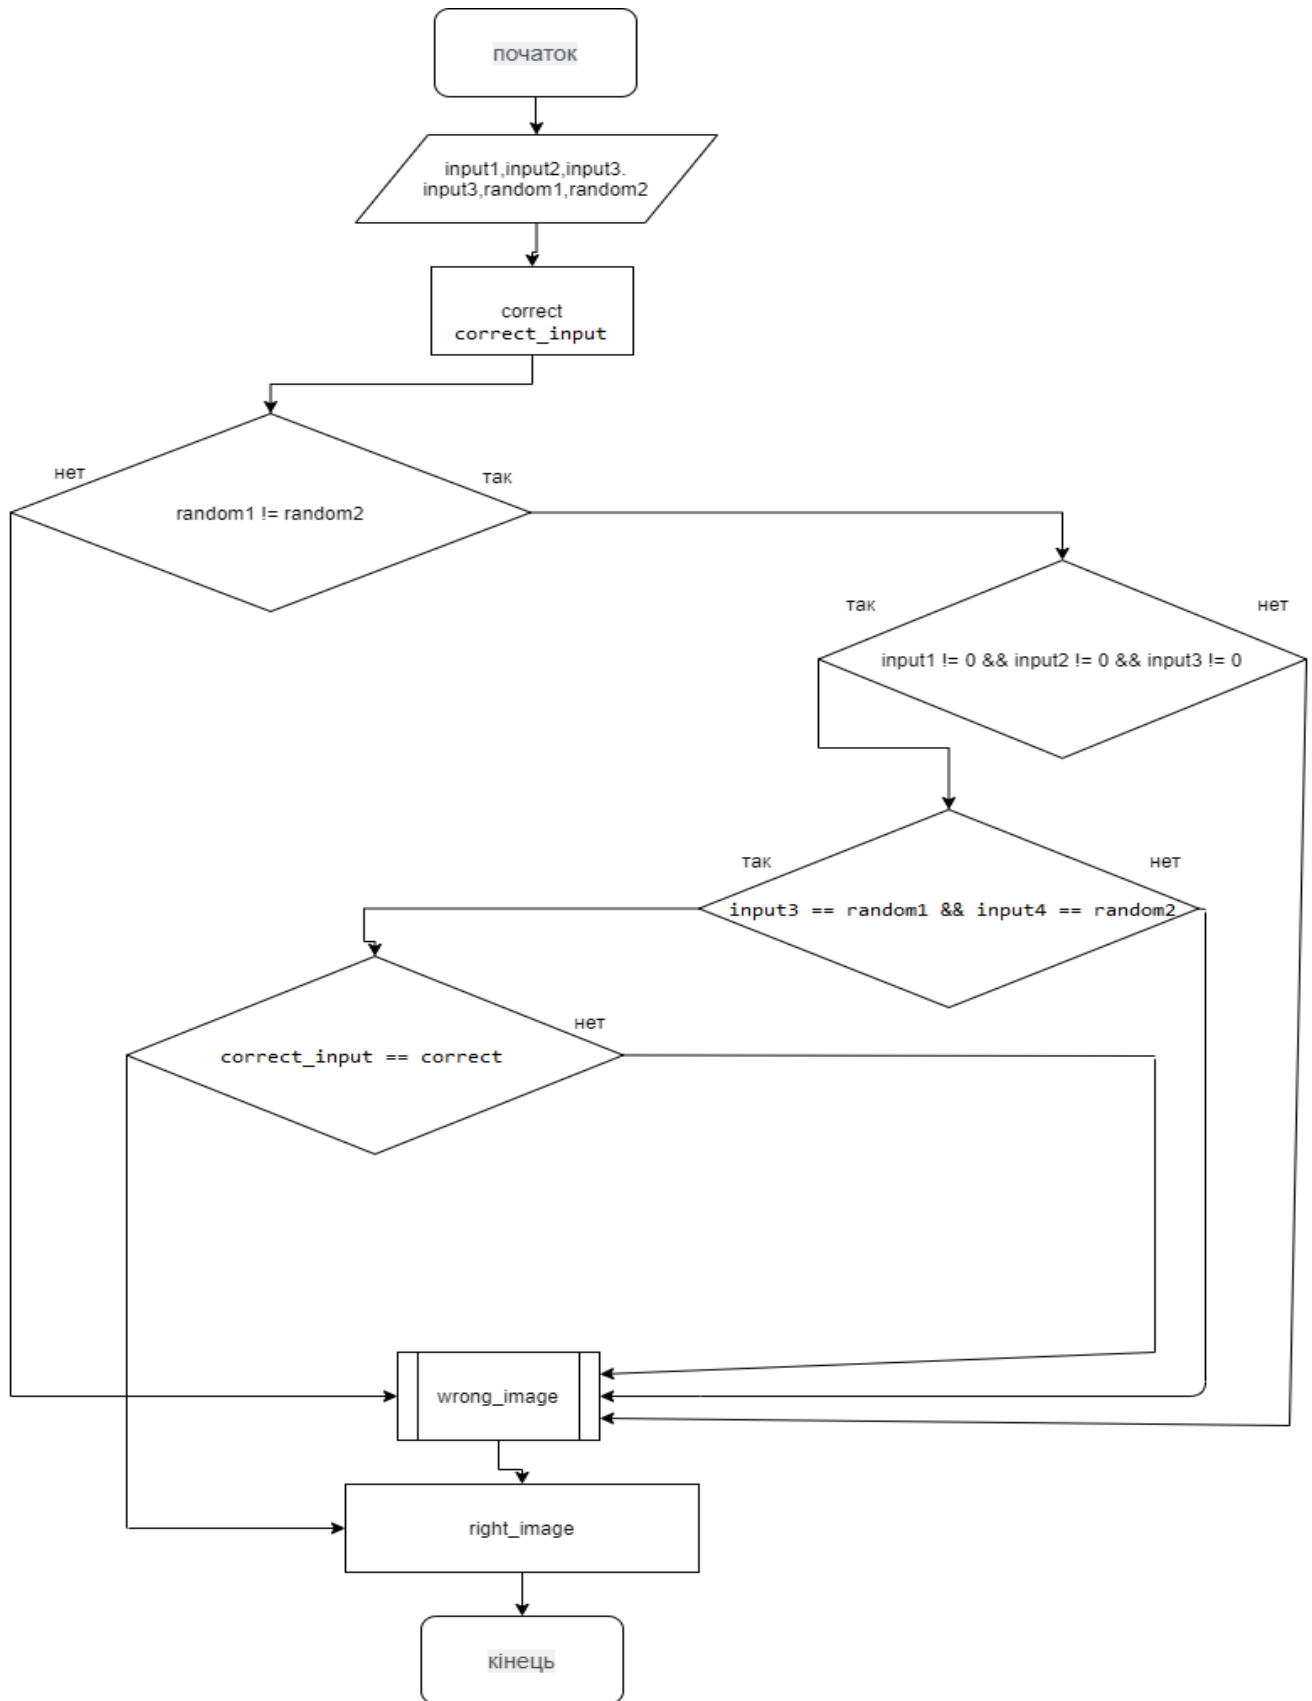 початок
input1,input2,input3.
input3,random1,random2
correct
correct_input
нет
так
random1 != random2
так
нет
input1 != 0 && input2 != 0 && input3 != 0
так
нет
input3 == random1 && input4 == random2
нет
correct_input == correct
wrong_image
right_image
кінець